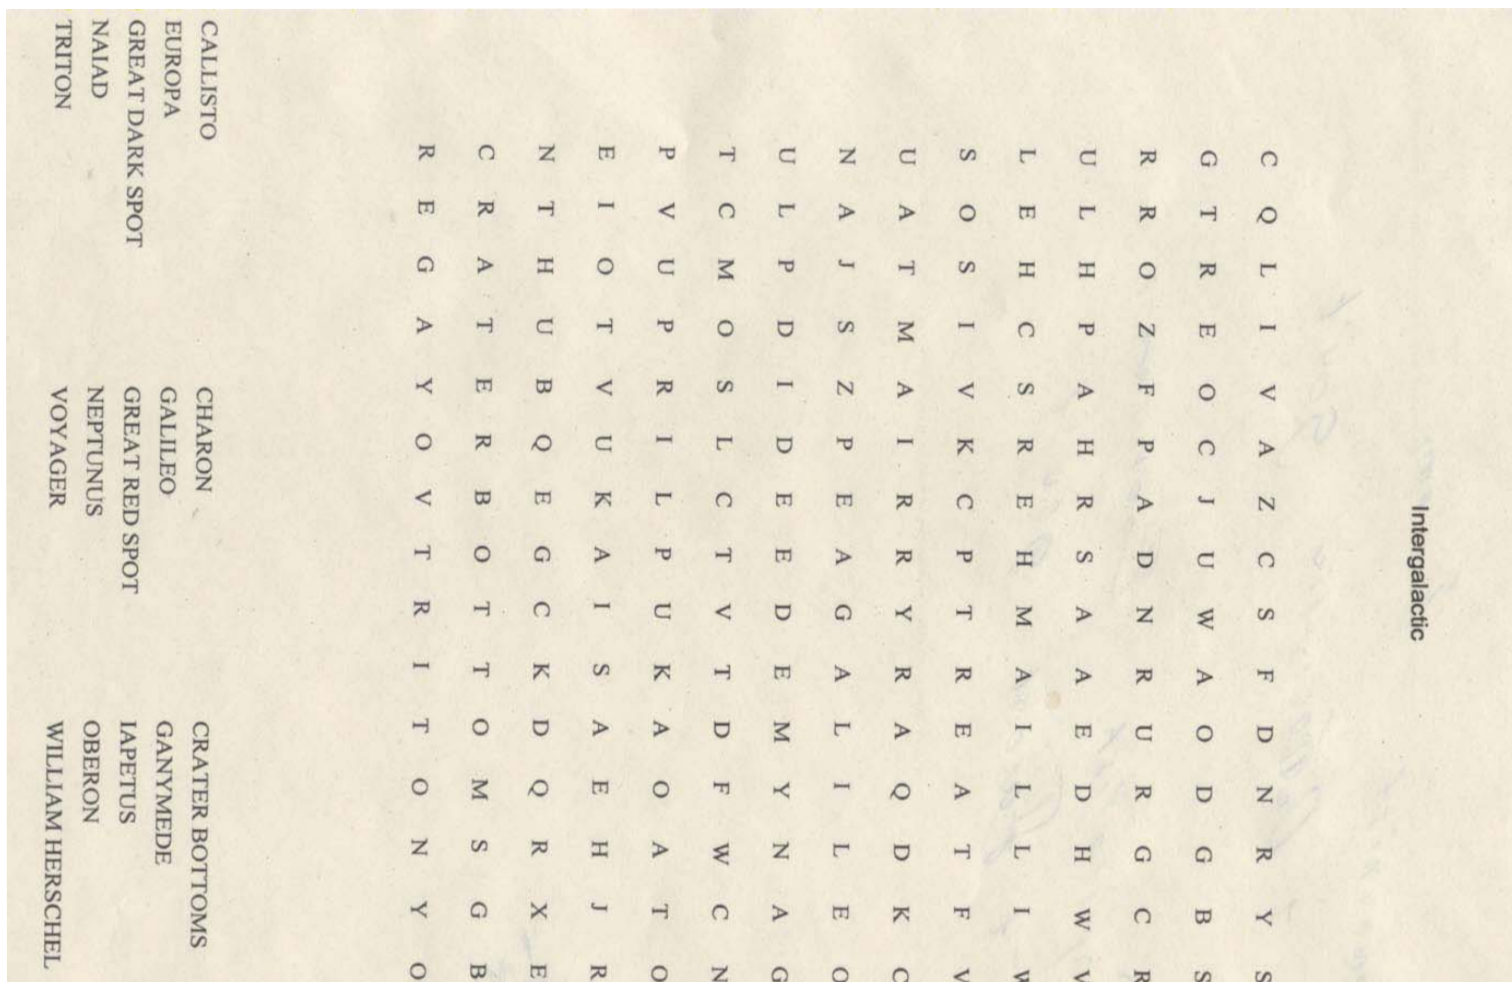 Intergalactic
C Q L I V A Z C S F D N R Y S
G T R E O C J U W A O D G B S
R R O Z F P A D N R U R G C R
U L H P A H R S A A E D H W V
L E H C S R E H M A I L L I W
S O S I V K C P T R E A T F V
U A T M A I R R Y R A Q D K C
N A J S Z P E A G A L I L E O
U L P D I D E E D E M Y N A G
T C M O S L C T V T D F W C N
P V U P R I L P U K A O A T O
E I O T V U K A I S A E H J R
N T H U B Q E G C K D Q R X E
C R A T E R B O T T O M S G B
R E G A Y O V T R I T O N Y O
CALLISTO CHARON CRATER BOTTOMS
EUROPA GALILEO GANYMEDE
GREAT DARK SPOT GREAT RED SPOT IAPETUS
NAIAD NEPTUNUS OBERON
TRITON VOYAGER WILLIAM HERSCHEL